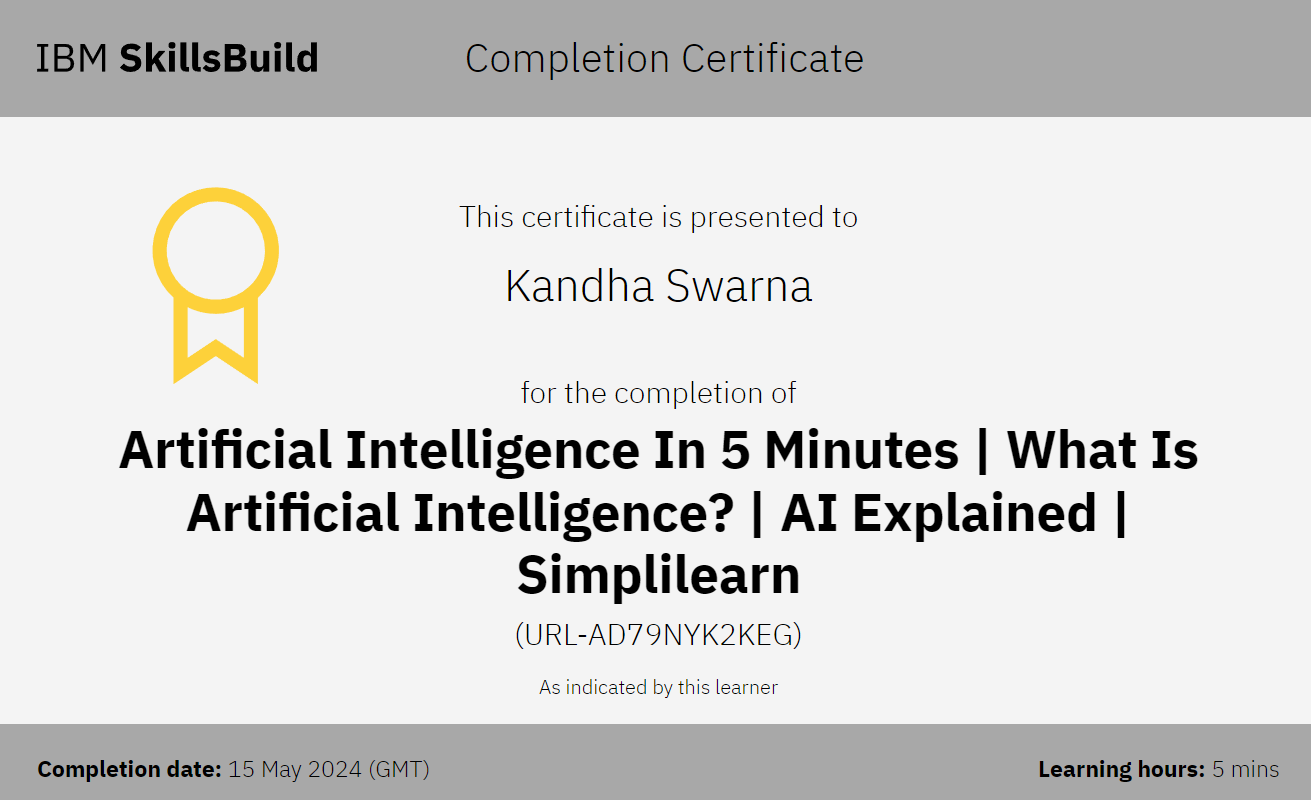 IBM SkillsBuild
Completion Certificate
This certificate is presented to
Kandha Swarna
for the completion of
Artificial Intelligence In 5 Minutes | What Is
Artificial Intelligence? | AI Explained |
Simplilearn
(URL-AD79NYK2KEG)
As indicated by this learner
Completion date: 15 May 2024 (GMT)
Learning hours: 5 mins